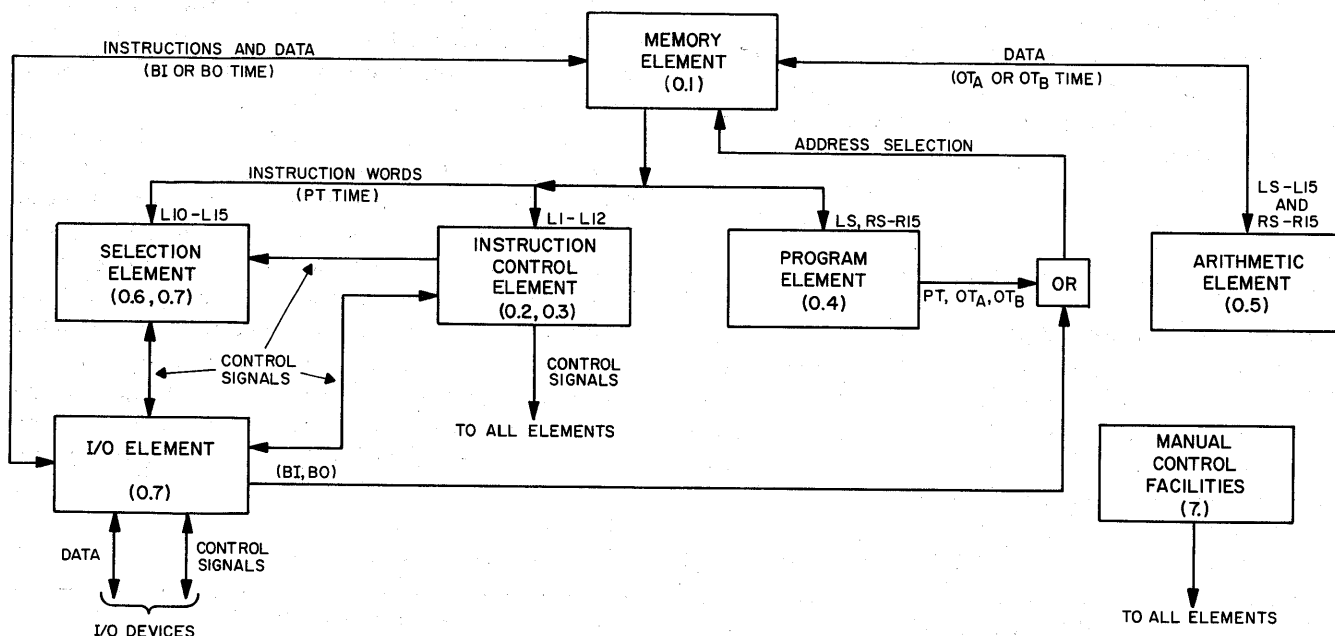 INSTRUCTIONS AND DATA
(BI OR BO TIME)
MEMORY
ELEMENT
(0.1)
DATA
(OTA OR OTB TIME)
ADDRESS SELECTION
INSTRUCTION WORDS
(PT TIME)
L10-L15
L1-L12
LS, RS-R15
LS-L15
AND
RS-R15
SELECTION
ELEMENT
(0.6, 0.7)
INSTRUCTION
CONTROL
ELEMENT
(0.2, 0.3)
PROGRAM
ELEMENT
(0.4)
PT, OTA, OTB
OR
ARITHMETIC
ELEMENT
(0.5)
CONTROL
SIGNALS
CONTROL
SIGNALS
TO ALL ELEMENTS
I/O ELEMENT
(0.7)
(BI, BO)
MANUAL
CONTROL
FACILITIES
(7.)
DATA
CONTROL
SIGNALS
I/O DEVICES
TO ALL ELEMENTS